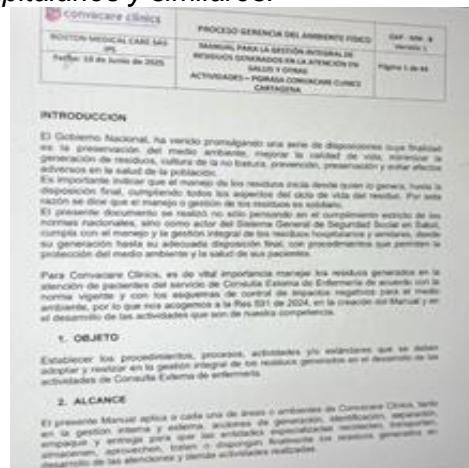 pitalarios y similares.
convacare clinics
BOSTON MEDICAL CARE SAS
IPS
Fecha: 10 de Junio de 2025
PROCESO GERENCIA DEL AMBIENTE FÍSICO
MANUAL PARA LA GESTIÓN INTEGRAL DE
RESIDUOS GENERADOS EN LA ATENCIÓN EN
SALUD Y OTRAS
ACTIVIDADES – PGIRASA CONVACARE CLINICS
CARTAGENA
Versión 1
Página 1 de 44
INTRODUCCIÓN
El Gobierno Nacional, ha venido promulgando una serie de disposiciones cuya finalidad
es la preservación del medio ambiente, mejorar la calidad de vida, minimizar la
generación de residuos, cultura de la no basura, prevención, preservación y evitar efectos
adversos en la salud de la población.
Es importante indicar que el manejo de los residuos inicia desde quien lo genera, hasta la
disposición final, cumpliendo todos los aspectos del ciclo de vida del residuo. Por esta
razón se dice que el manejo o gestión de los residuos es
El presente documento se realizó no sólo pensando en el cumplimiento estricto de las
normas nacionales, sino como actor del Sistema General de Seguridad Social en Salud,
cumpla con el manejo y la gestión integral de los residuos hospitalarios y similares, desde
su generación hasta su adecuada disposición final, con procedimientos que permiten la
protección del medio ambiente y la salud de sus pacientes.
Para Convacare Clinics, es de vital importancia manejar los residuos generados en la
atención de pacientes del servicio de Consulta Externa de Enfermería de acuerdo con la
norma vigente y con los esquemas de control de impactos negativos para el medio
ambiente, por lo que nos acogemos a la Res 591 de 2024, en la creación del Manual y en
el desarrollo de las actividades que son de nuestra competencia.
1. OBJETO
Establecer los procedimientos, procesos, actividades y/o estándares que se deben
adoptar y realizar en la gestión integral de los residuos generados en el desarrollo de las
actividades de Consulta Externa de enfermería.
2. ALCANCE
El presente Manual aplica a cada una de áreas o ambientes de Convacare Clinics, tanto
en la gestión interna y externa, acciones de generación, identificación, separación,
empaque y entrega para que las entidades especializadas recolecten, transporten,
almacenen, aprovechen, traten o dispongan finalmente los residuos generados en
desarrollo de las atenciones y demás actividades realizadas.